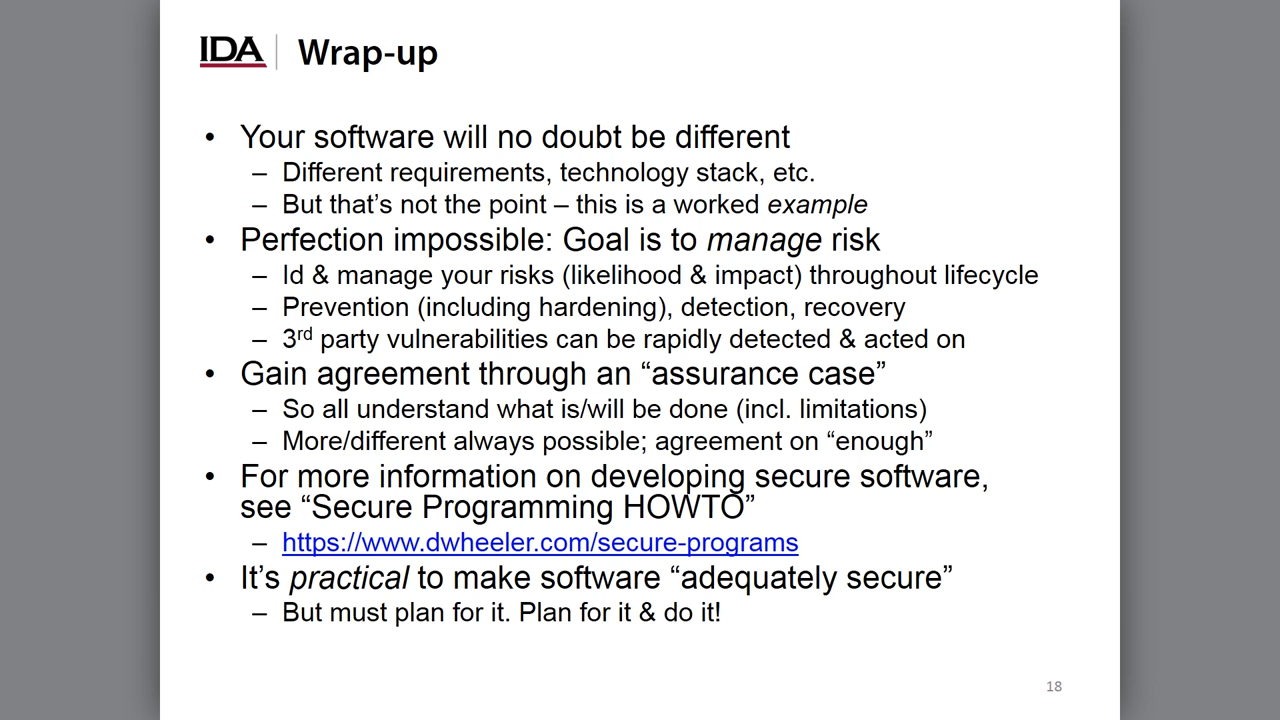 IDA Wrap-up
• Your software will no doubt be different
– Different requirements, technology stack, etc.
– But that’s not the point – this is a worked example
• Perfection impossible: Goal is to manage risk
– Id & manage your risks (likelihood & impact) throughout lifecycle
– Prevention (including hardening), detection, recovery
– 3rd party vulnerabilities can be rapidly detected & acted on
• Gain agreement through an “assurance case”
– So all understand what is/will be done (incl. limitations)
– More/different always possible; agreement on “enough”
• For more information on developing secure software,
see “Secure Programming HOWTO”
– https://www.dwheeler.com/secure-programs
• It’s practical to make software “adequately secure”
– But must plan for it. Plan for it & do it!
18